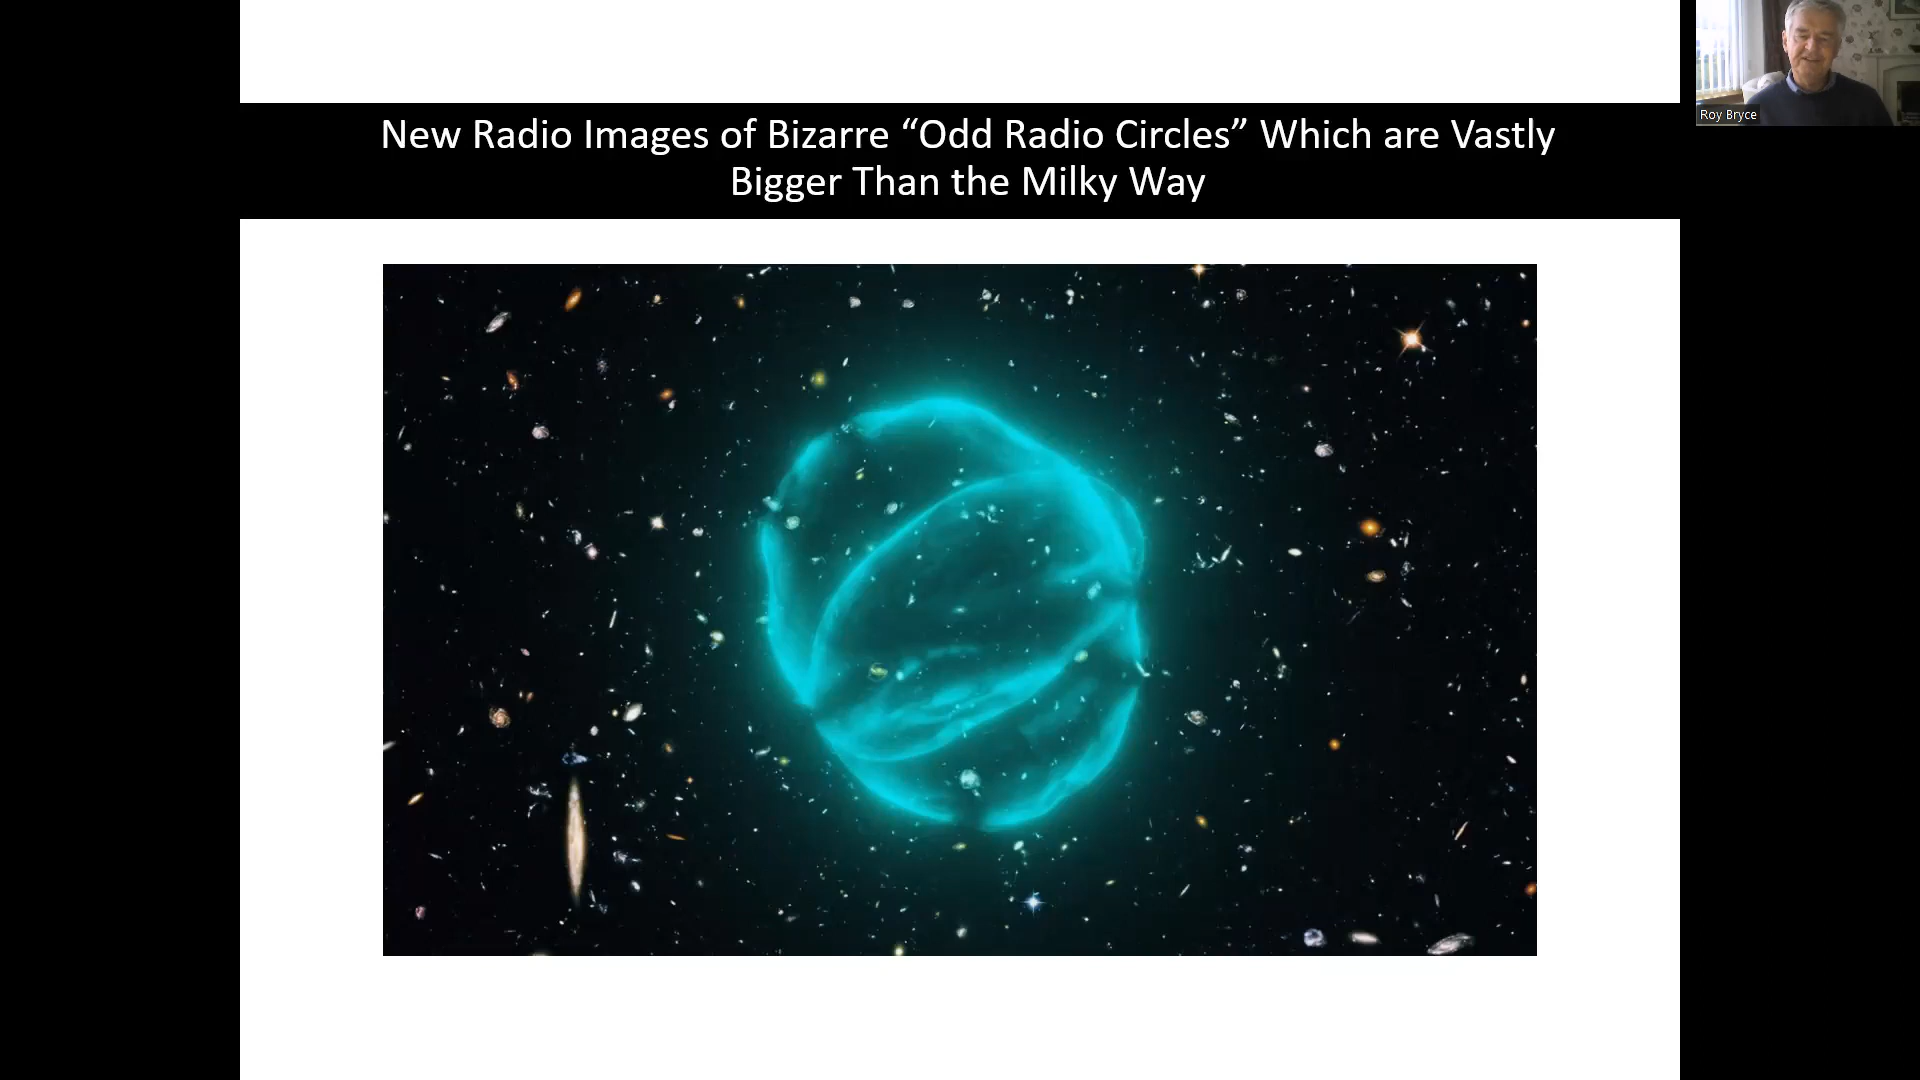 New Radio Images of Bizarre “Odd Radio Circles” Which are Vastly
Bigger Than the Milky Way
Roy Bryce